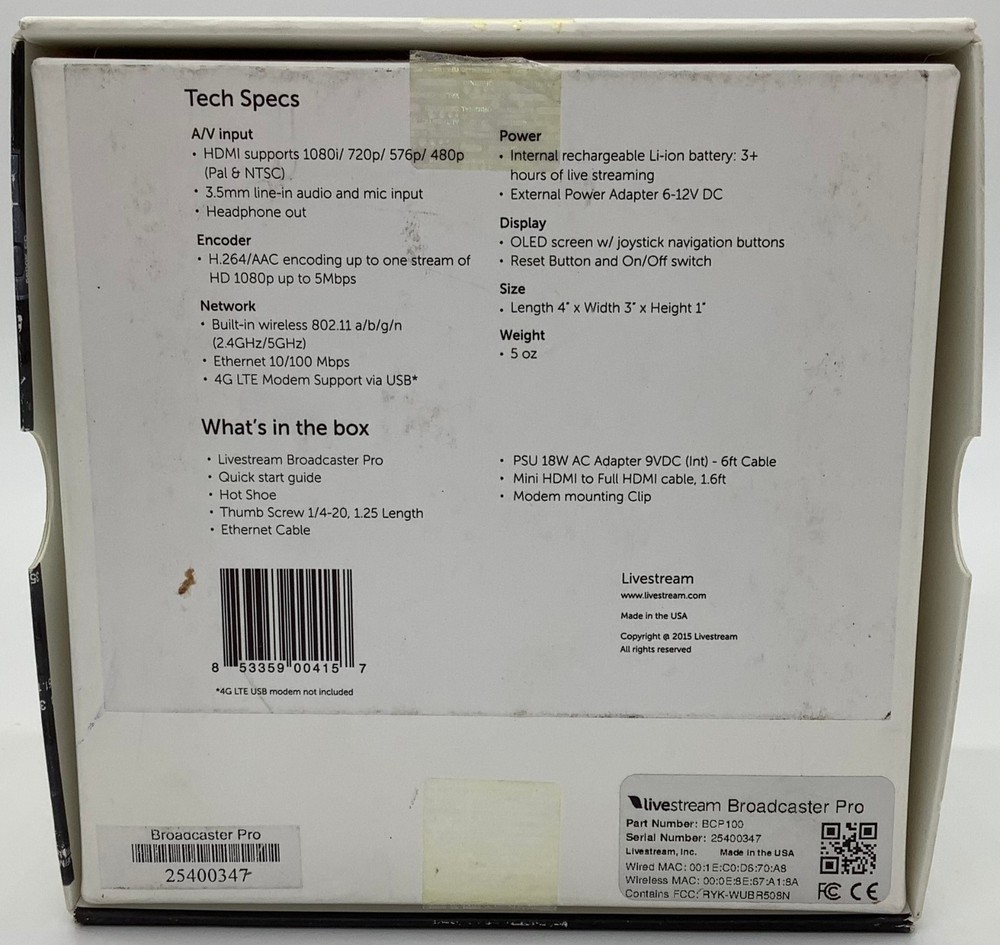 Tech Specs
A/V input
• HDMI supports 1080i/ 720p/ 576p/ 480p
(Pal & NTSC)
• 3.5mm line-in audio and mic input
• Headphone out
Encoder
• H.264/AAC encoding up to one stream of
HD 1080p up to 5Mbps
Network
• Built-in wireless 802.11 a/b/g/n
(2.4GHz/5GHz)
• Ethernet 10/100 Mbps
• 4G LTE Modem Support via USB*
Power
• Internal rechargeable Li-ion battery: 3+
hours of live streaming
• External Power Adapter 6-12V DC
Display
• OLED screen w/ joystick navigation buttons
• Reset Button and On/Off switch
Size
• Length 4" x Width 3" x Height 1"
Weight
• 5 oz
What's in the box
• Livestream Broadcaster Pro
• Quick start guide
• Hot Shoe
• Thumb Screw 1/4-20, 1.25 Length
• Ethernet Cable
• PSU 18W AC Adapter 9VDC (Int) - 6ft Cable
• Mini HDMI to Full HDMI cable, 1.6ft
• Modem mounting Clip
8 53359 00415 7
*4G LTE USB modem not included
Livestream
www.livestream.com
Made in the USA
Copyright @ 2015 Livestream
All rights reserved
Broadcaster Pro
25400347
livestream Broadcaster Pro
Part Number: BCP100
Serial Number: 25400347
Livestream, Inc. Made in the USA
Wired MAC: 00:1E:C0:D6:70:A8
Wireless MAC: 00:0E:8E:67:A1:8A
Contains FCC: RYK-WUBR508N
FC CE